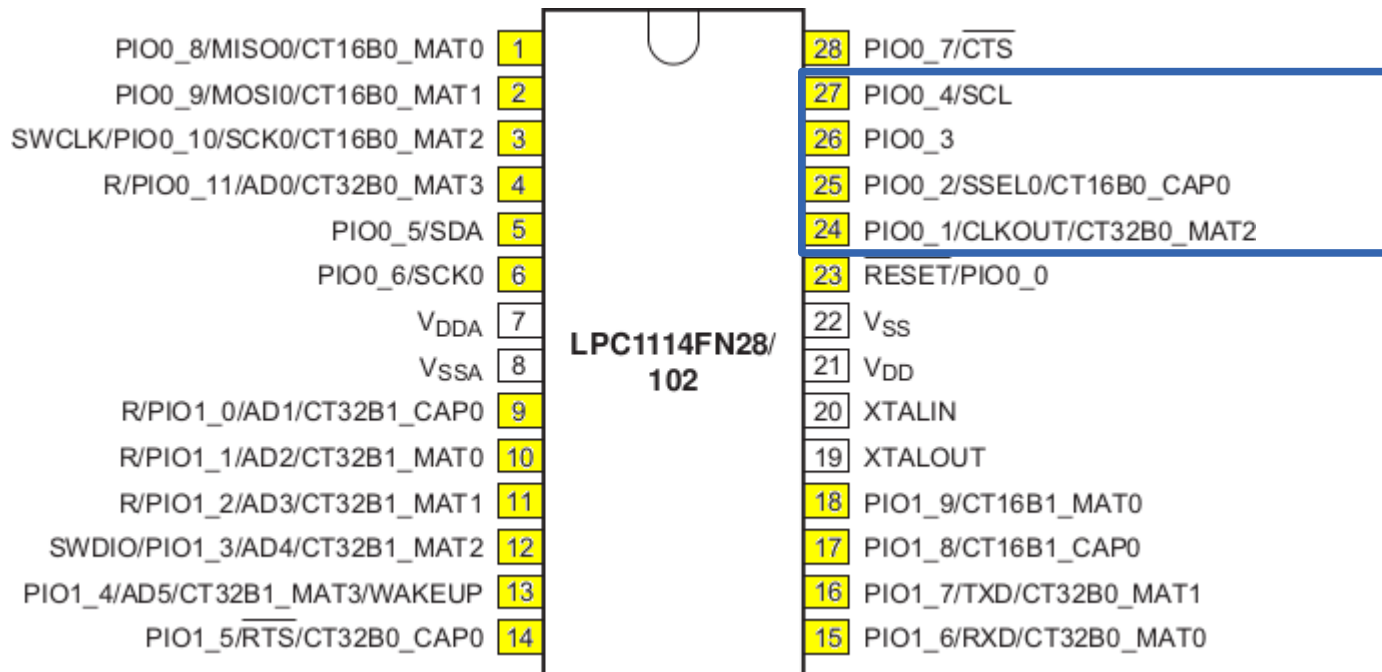 PIO0_8/MISO0/CT16B0_MAT0 1
PIO0_9/MOSI0/CT16B0_MAT1 2
SWCLK/PIO0_10/SCK0/CT16B0_MAT2 3
R/PIO0_11/AD0/CT32B0_MAT3 4
PIO0_5/SDA 5
PIO0_6/SCK0 6
VDDA 7
VSSA 8
R/PIO1_0/AD1/CT32B1_CAP0 9
R/PIO1_1/AD2/CT32B1_MAT0 10
R/PIO1_2/AD3/CT32B1_MAT1 11
SWDIO/PIO1_3/AD4/CT32B1_MAT2 12
PIO1_4/AD5/CT32B1_MAT3/WAKEUP 13
PIO1_5/RTS/CT32B0_CAP0 14
LPC1114FN28/
102
28 PIO0_7/CTS
27 PIO0_4/SCL
26 PIO0_3
25 PIO0_2/SSEL0/CT16B0_CAP0
24 PIO0_1/CLKOUT/CT32B0_MAT2
23 RESET/PIO0_0
22 VSS
21 VDD
20 XTALIN
19 XTALOUT
18 PIO1_9/CT16B1_MAT0
17 PIO1_8/CT16B1_CAP0
16 PIO1_7/TXD/CT32B0_MAT1
15 PIO1_6/RXD/CT32B0_MAT0